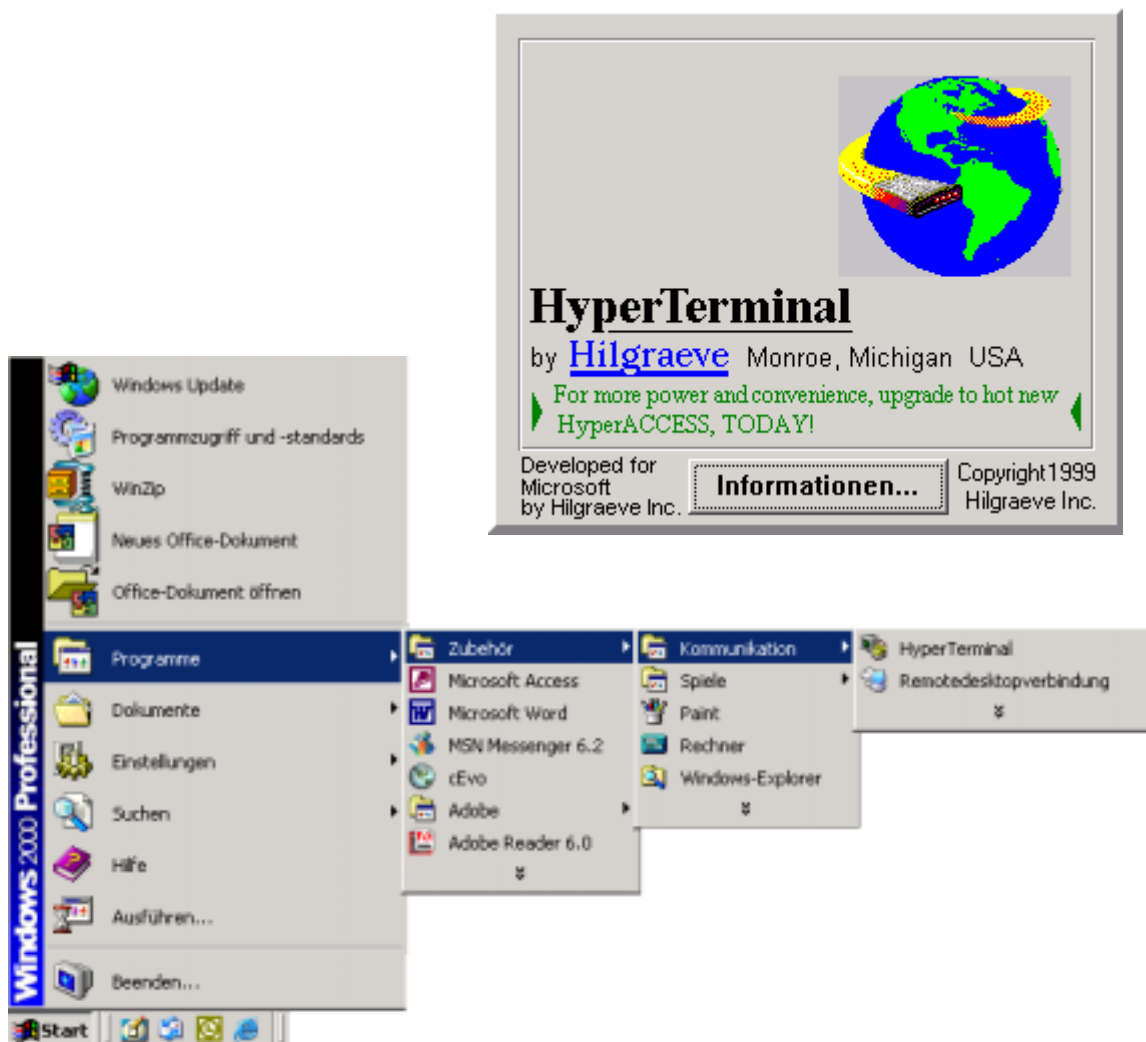 HyperTerminal
by Hilgraeve Monroe, Michigan USA
For more power and convenience, upgrade to hot new
HyperACCESS, TODAY!
Developed for
Microsoft
by Hilgraeve Inc.
Informationen...
Copyright1999
Hilgraeve Inc.
Windows 2000 Professional
Windows Update
Programmzugriff und -standards
WinZip
Neues Office-Dokument
Office-Dokument öffnen
Programme
Dokumente
Einstellungen
Suchen
Hilfe
Ausführen...
Beenden...
Start
Zubehör
Microsoft Access
Microsoft Word
MSN Messenger 6.2
cEvo
Adobe
Adobe Reader 6.0
Kommunikation
Spiele
Paint
Rechner
Windows-Explorer
HyperTerminal
Remotedesktopverbindung